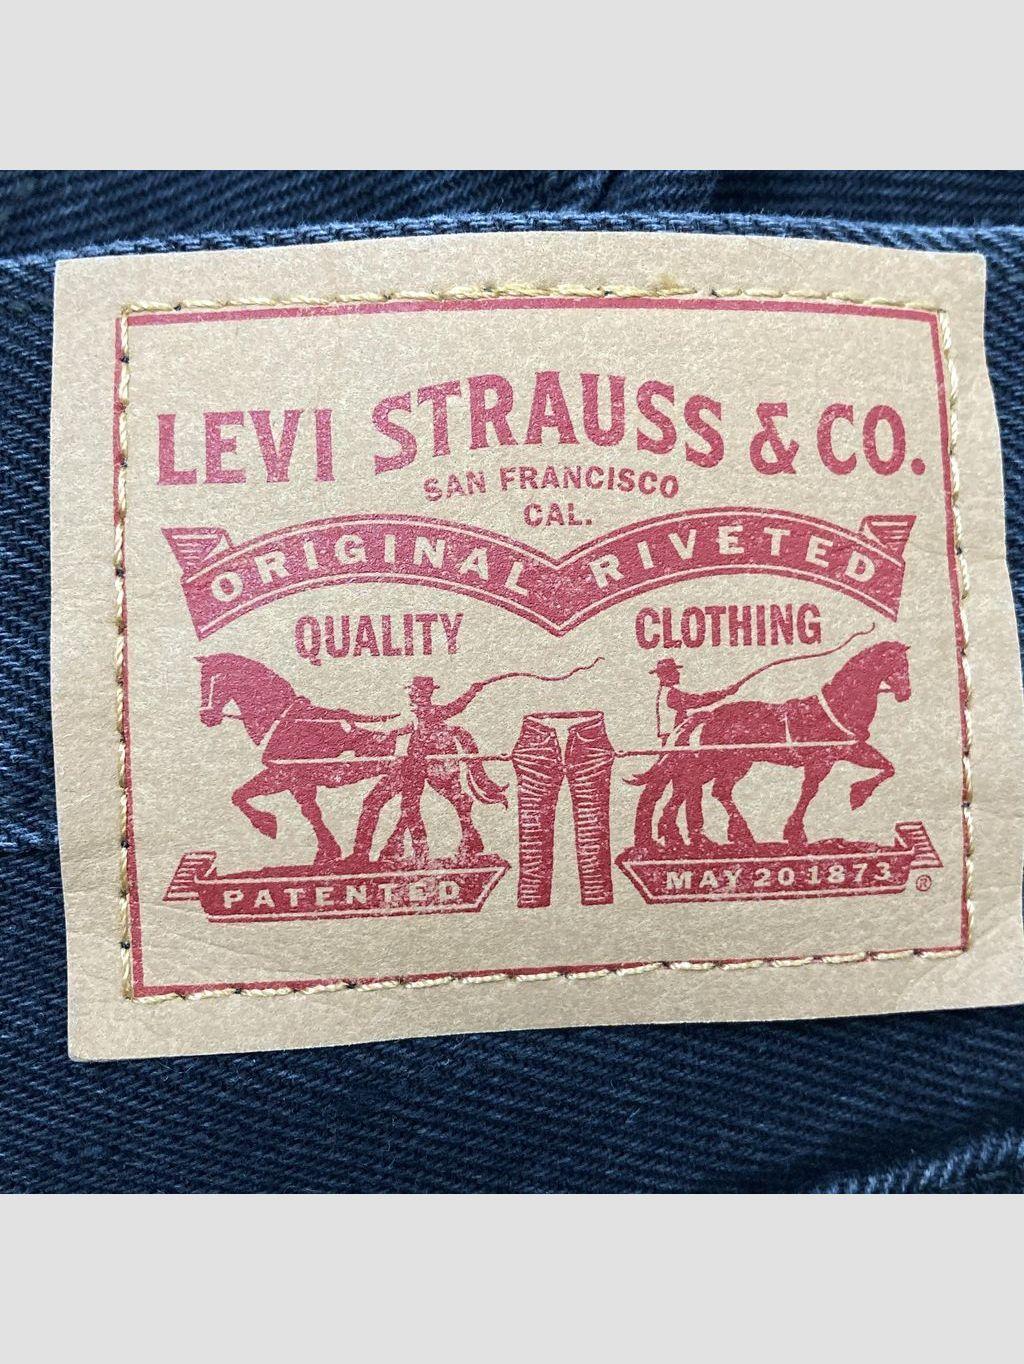 LEVI STRAUSS & CO.
SAN FRANCISCO
CAL.
ORIGINAL RIVETED
QUALITY CLOTHING
PATENTED MAY 20 1873 ®